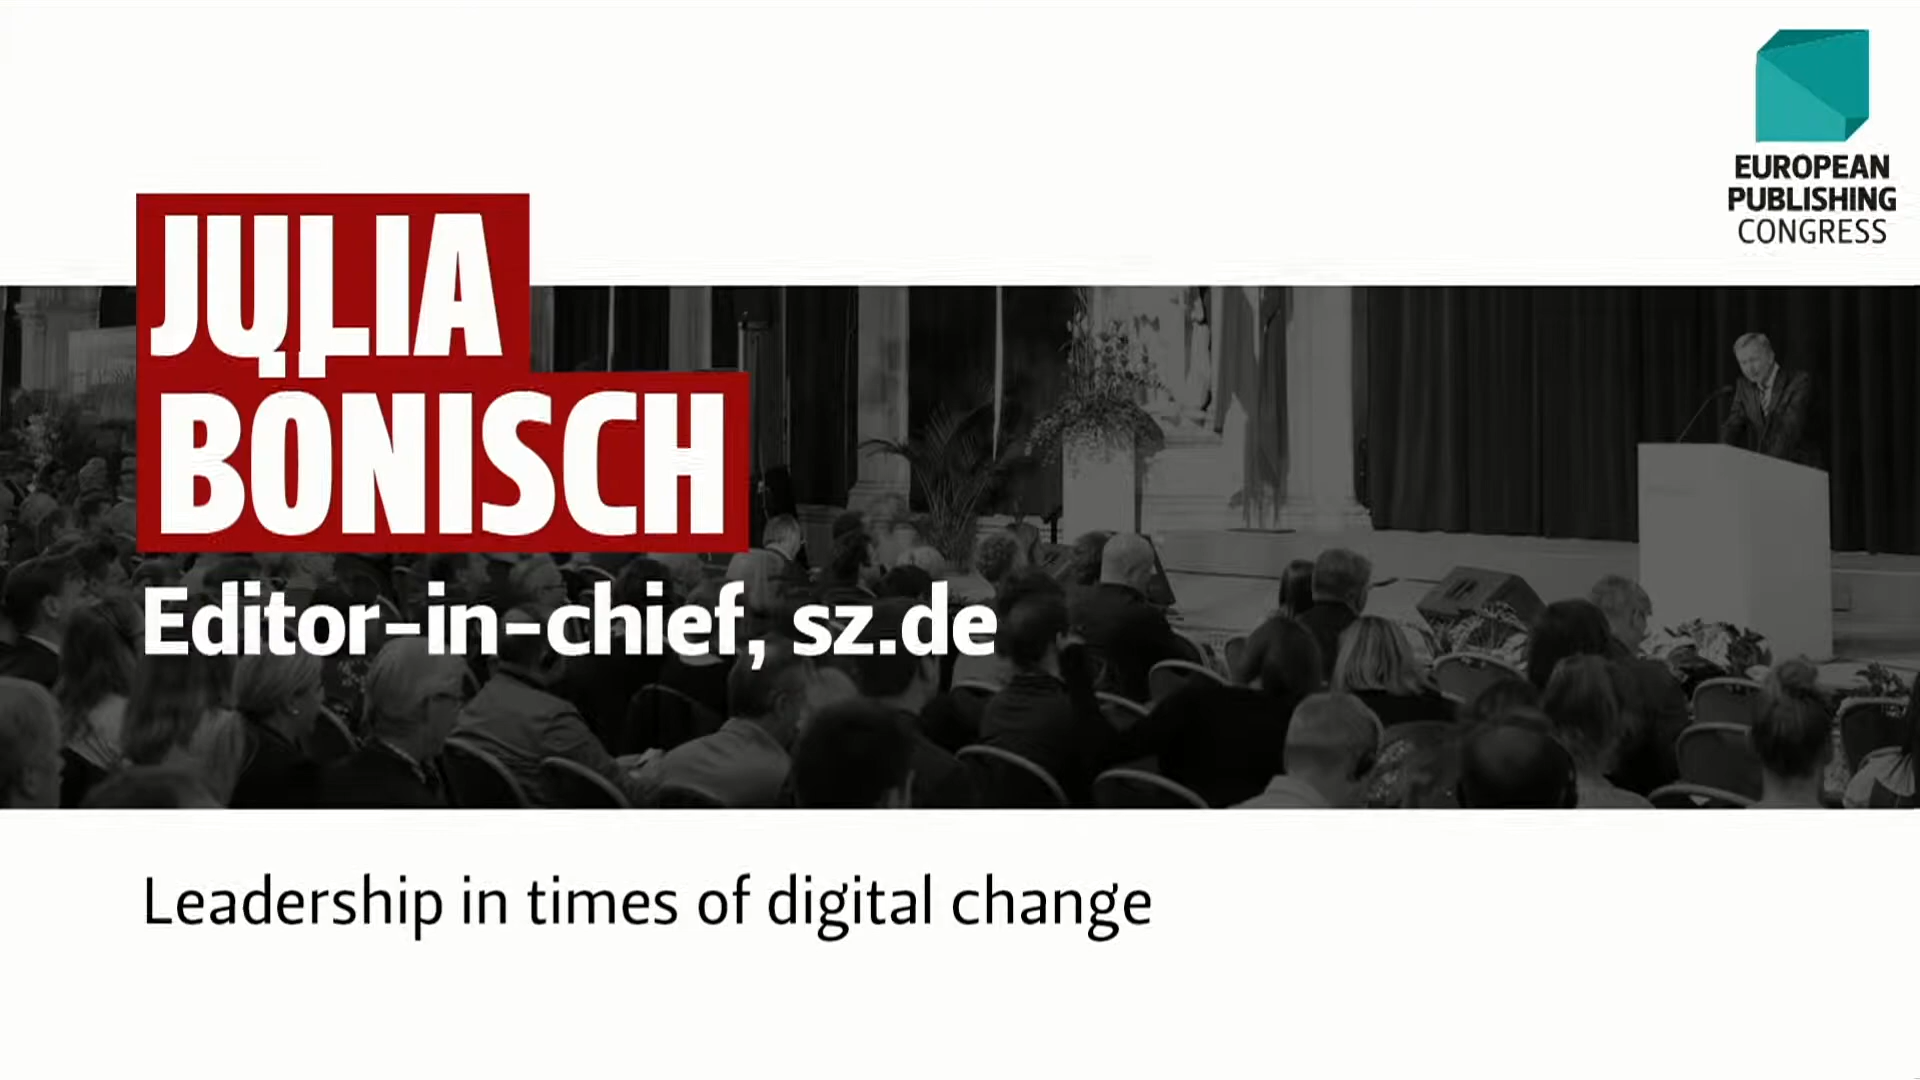 EUROPEAN
PUBLISHING
CONGRESS
JULIA
BÖNISCH
Editor-in-chief, sz.de
Leadership in times of digital change